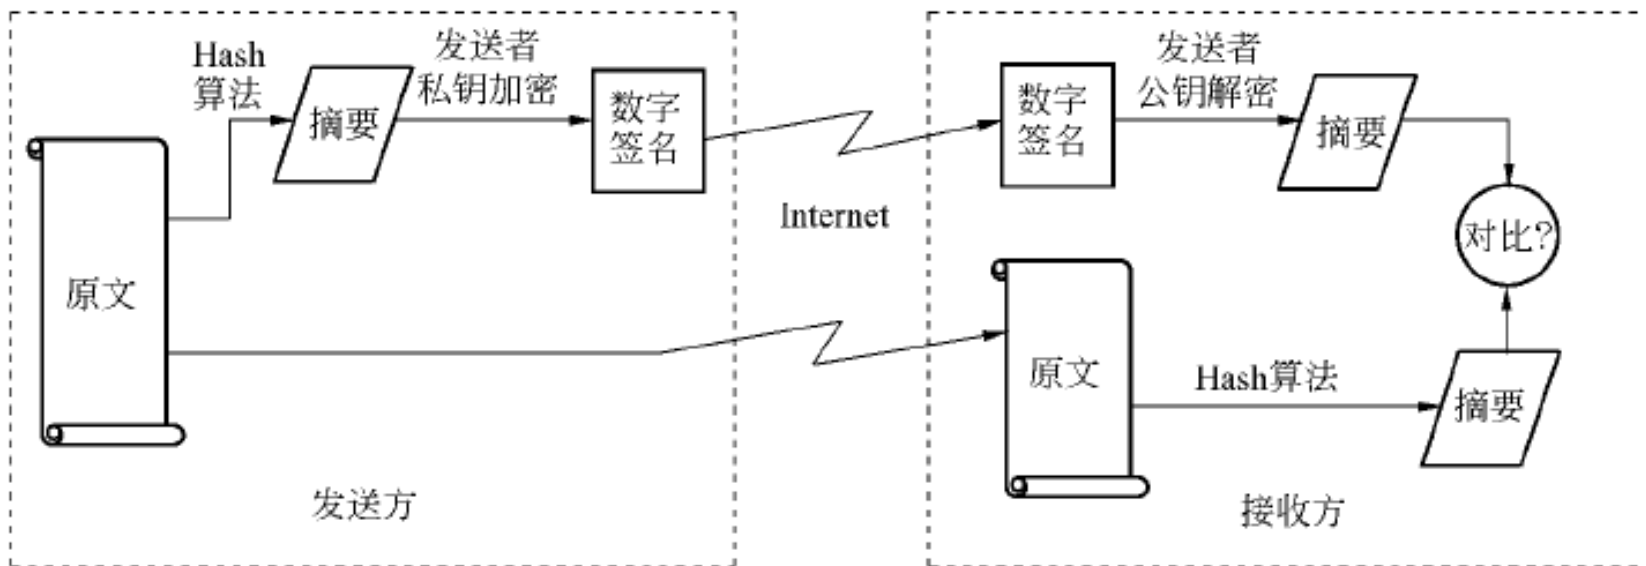 Hash
算法
摘要
发送者
私钥加密
数字
签名
原文
发送方
Internet
数字
签名
发送者
公钥解密
摘要
对比?
原文
Hash算法
摘要
接收方